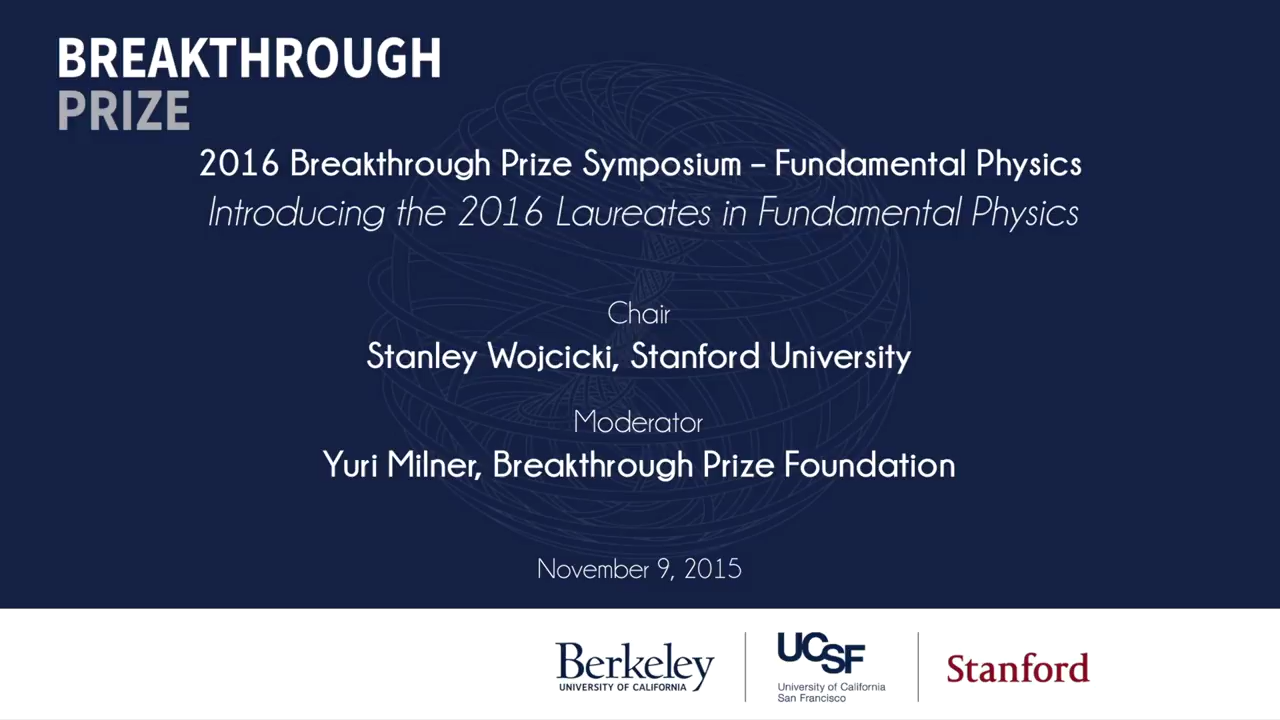 BREAKTHROUGH
PRIZE
2016 Breakthrough Prize Symposium – Fundamental Physics
Introducing the 2016 Laureates in Fundamental Physics
Chair
Stanley Wojcicki, Stanford University
Moderator
Yuri Milner, Breakthrough Prize Foundation
November 9, 2015
Berkeley
UNIVERSITY OF CALIFORNIA
UCSF
University of California
San Francisco
Stanford